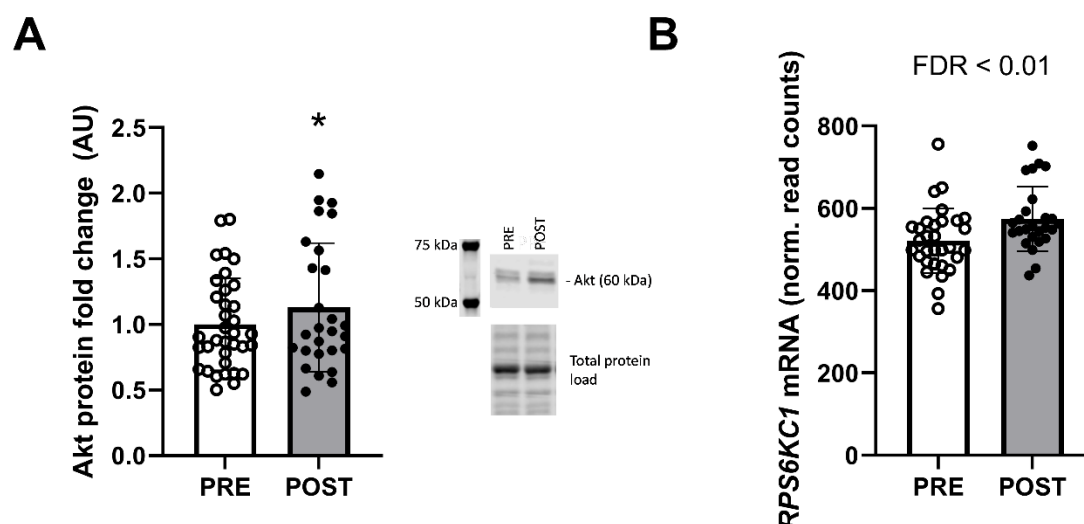 A
Akt protein fold change (AU)
2.5
2.0
1.5
1.0
0.5
0.0
*
PRE
POST
75 kDa
50 kDa
PRE
POST
- Akt (60 kDa)
Total protein
load
B
FDR < 0.01
RPS6KC1 mRNA (norm. read counts)
800
600
400
200
0
PRE
POST